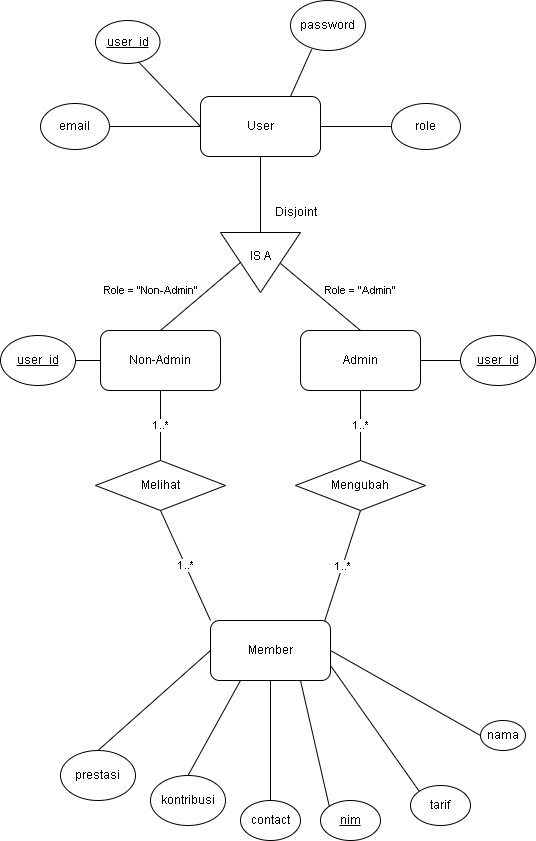 password
user_id
email
User
role
Disjoint
IS A
Role = "Non-Admin"
Role = "Admin"
user_id
Non-Admin
Admin
user_id
1..*
1..*
Melihat
Mengubah
1..*
1..*
Member
nama
prestasi
kontribusi
tarif
contact
nim